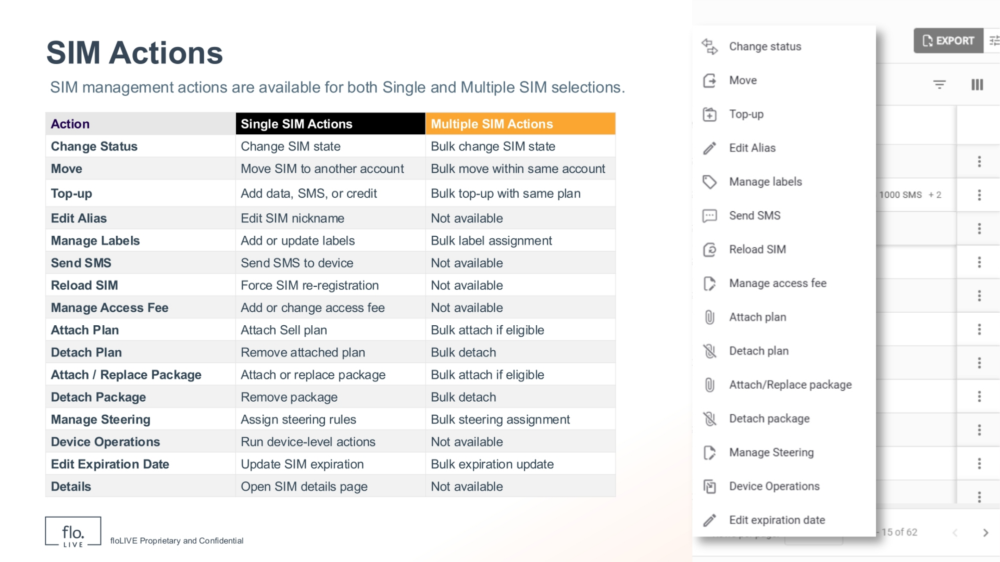 SIM Actions
SIM management actions are available for both Single and Multiple SIM selections.
Action Single SIM Actions Multiple SIM Actions
Change Status Change SIM state Bulk change SIM state
Move Move SIM to another account Bulk move within same account
Top-up Add data, SMS, or credit Bulk top-up with same plan
Edit Alias Edit SIM nickname Not available
Manage Labels Add or update labels Bulk label assignment
Send SMS Send SMS to device Not available
Reload SIM Force SIM re-registration Not available
Manage Access Fee Add or change access fee Not available
Attach Plan Attach Sell plan Bulk attach if eligible
Detach Plan Remove attached plan Bulk detach
Attach / Replace Package Attach or replace package Bulk attach if eligible
Detach Package Remove package Bulk detach
Manage Steering Assign steering rules Bulk steering assignment
Device Operations Run device-level actions Not available
Edit Expiration Date Update SIM expiration Bulk expiration update
Details Open SIM details page Not available
flo.
LIVE
floLIVE Proprietary and Confidential
Change status
Move
Top-up
Edit Alias
Manage labels
Send SMS
Reload SIM
Manage access fee
Attach plan
Detach plan
Attach/Replace package
Detach package
Manage Steering
Device Operations
Edit expiration date
EXPORT
1000 SMS + 2
- 15 of 62